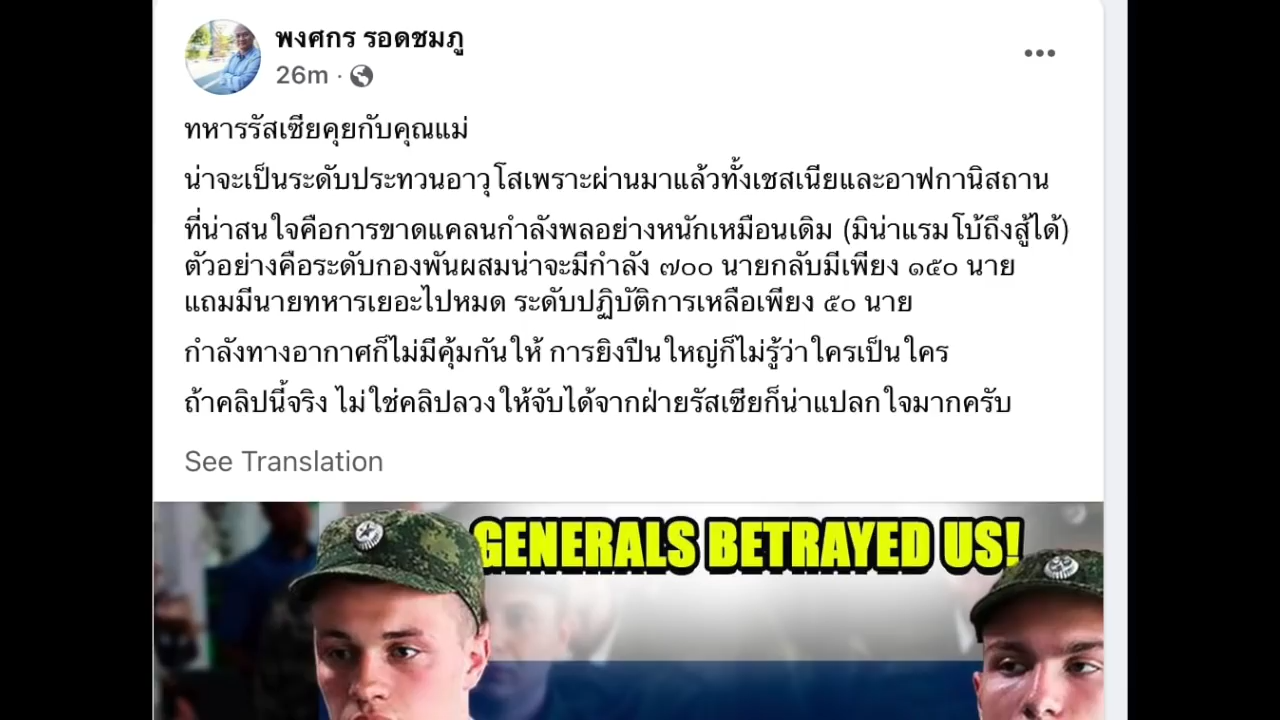 พงศกร รอดชมภู
26m ·
ทหารรัสเซียคุยกับคุณแม่
น่าจะเป็นระดับประทวนอาวุโสเพราะผ่านมาแล้วทั้งเชสเนียและอาฟกานิสถาน
ที่น่าสนใจคือการขาดแคลนกำลังพลอย่างหนักเหมือนเดิม (มิน่าแรมโบ้ถึงสู้ได้)
ตัวอย่างคือระดับกองพันผสมน่าจะมีกำลัง ๗๐๐ นายกลับมีเพียง ๑๕๐ นาย
แถมมีนายทหารเยอะไปหมด ระดับปฏิบัติการเหลือเพียง ๕๐ นาย
กำลังทางอากาศก็ไม่มีคุ้มกันให้ การยิงปืนใหญ่ก็ไม่รู้ว่าใครเป็นใคร
ถ้าคลิปนี้จริง ไม่ใช่คลิปลวงให้จับได้จากฝ่ายรัสเซียก็น่าแปลกใจมากครับ
See Translation
GENERALS BETRAYED US!